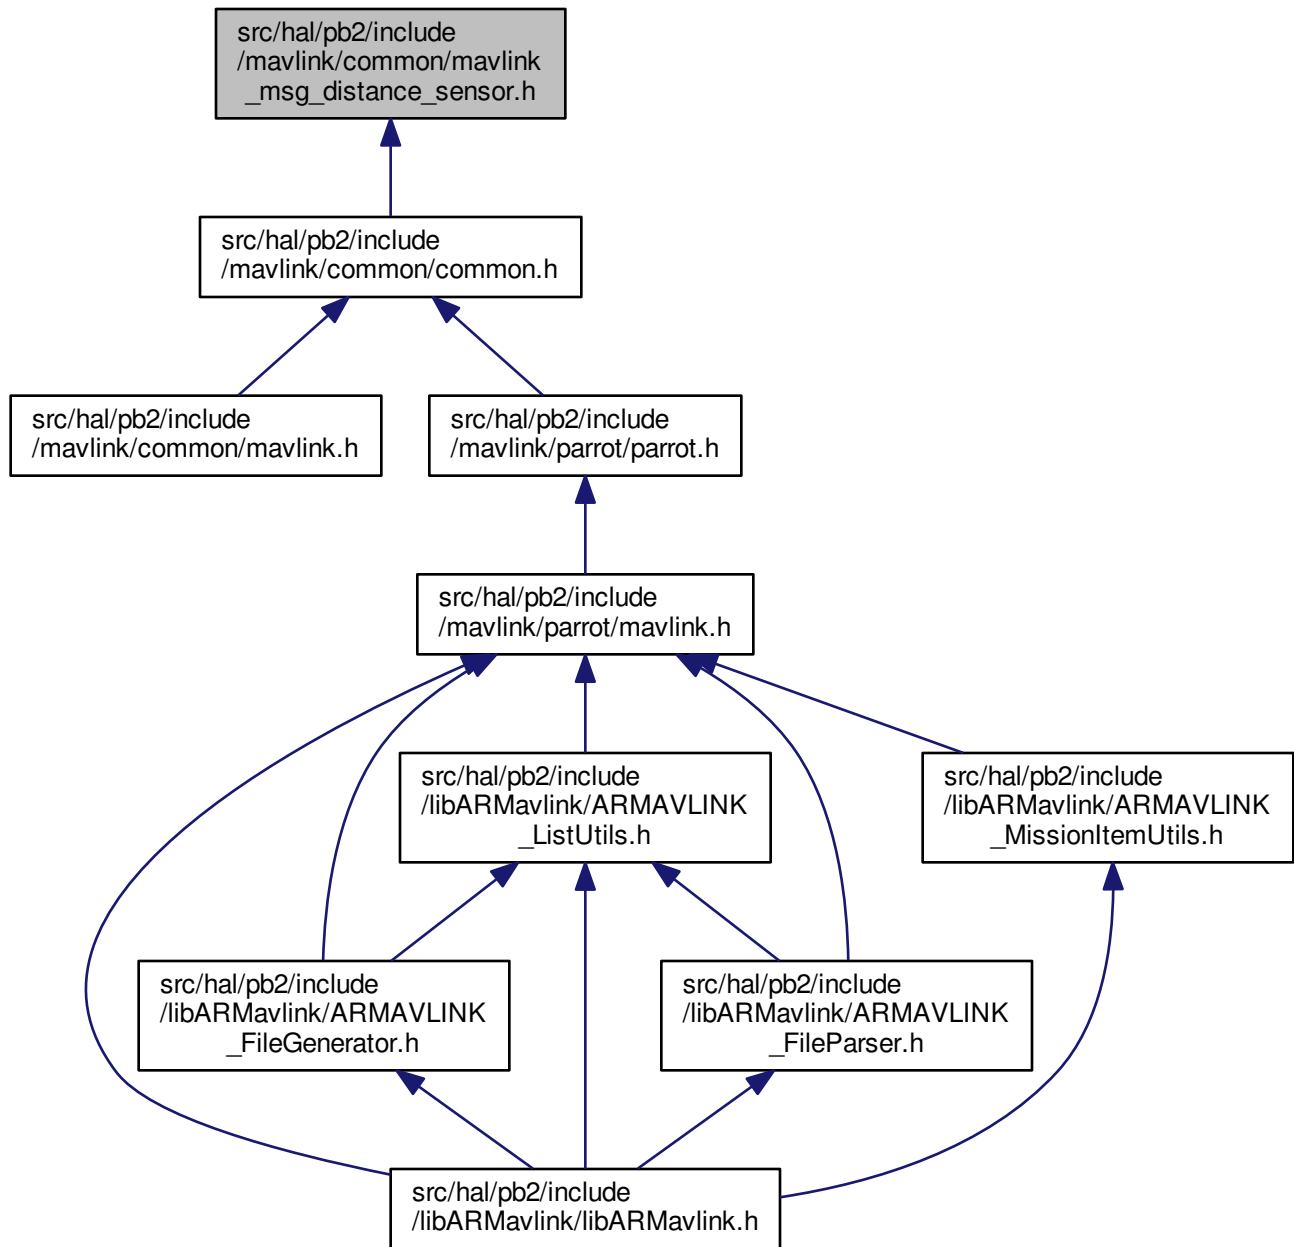 src/hal/pb2/include
/mavlink/common/mavlink
_msg_distance_sensor.h
src/hal/pb2/include
/mavlink/common/common.h
src/hal/pb2/include
/mavlink/common/mavlink.h
src/hal/pb2/include
/mavlink/parrot/parrot.h
src/hal/pb2/include
/mavlink/parrot/mavlink.h
src/hal/pb2/include
/libARMavlink/ARMAVLINK
_ListUtils.h
src/hal/pb2/include
/libARMavlink/ARMAVLINK
_MissionItemUtils.h
src/hal/pb2/include
/libARMavlink/ARMAVLINK
_FileGenerator.h
src/hal/pb2/include
/libARMavlink/ARMAVLINK
_FileParser.h
src/hal/pb2/include
/libARMavlink/libARMavlink.h